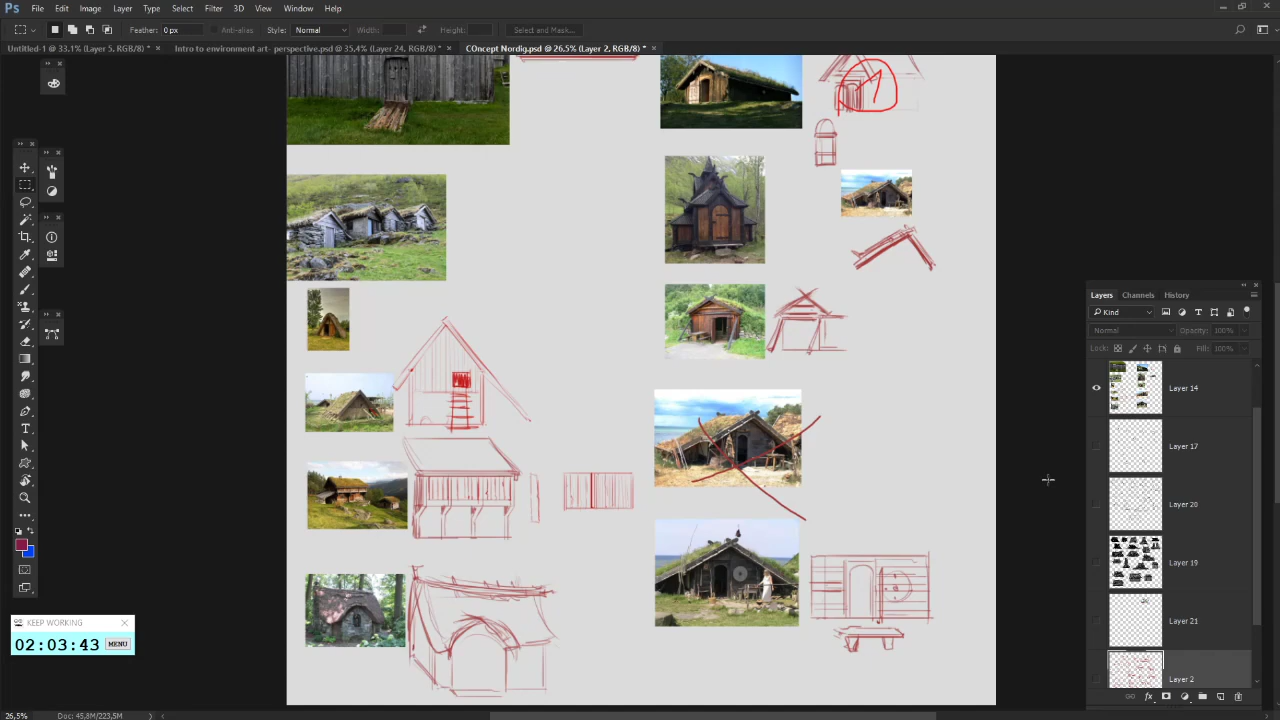 Ps File Edit Image Layer Type Select Filter 3D View Window Help
Feather: 0 px Anti-alias Style: Normal Width: Height: Select and Mask...
Untitled-1 @ 33,1% (Layer 5, RGB/8) * × Intro to environment art- perspective.psd @ 35,4% (Layer 24, RGB/8) * × COncept Nordig.psd @ 26,5% (Layer 2, RGB/8) * ×
1
Layers Channels History
Kind
Normal Opacity: 100%
Lock: Fill: 100%
Layer 14
Layer 17
Layer 20
Layer 19
Layer 21
Layer 2
KEEP WORKING
02:03:43 MENU
26,5% Doc: 45,8M/223,5M